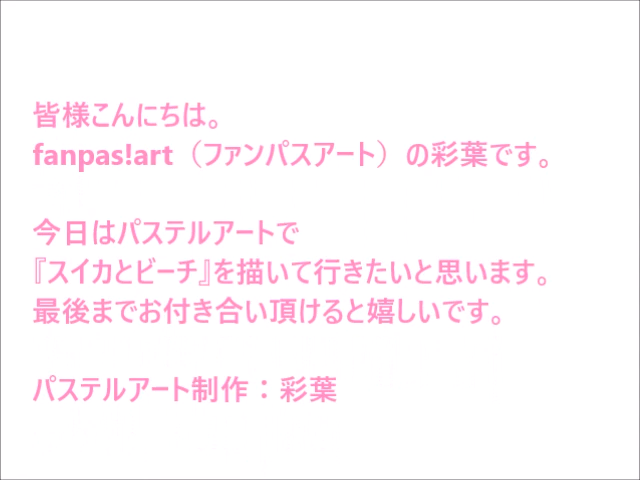 皆様こんにちは。
fanpas!art（ファンパスアート）の彩葉です。
今日はパステルアートで
『スイカとビーチ』を描いて行きたいと思います。
最後までお付き合い頂けると嬉しいです。
パステルアート制作：彩葉